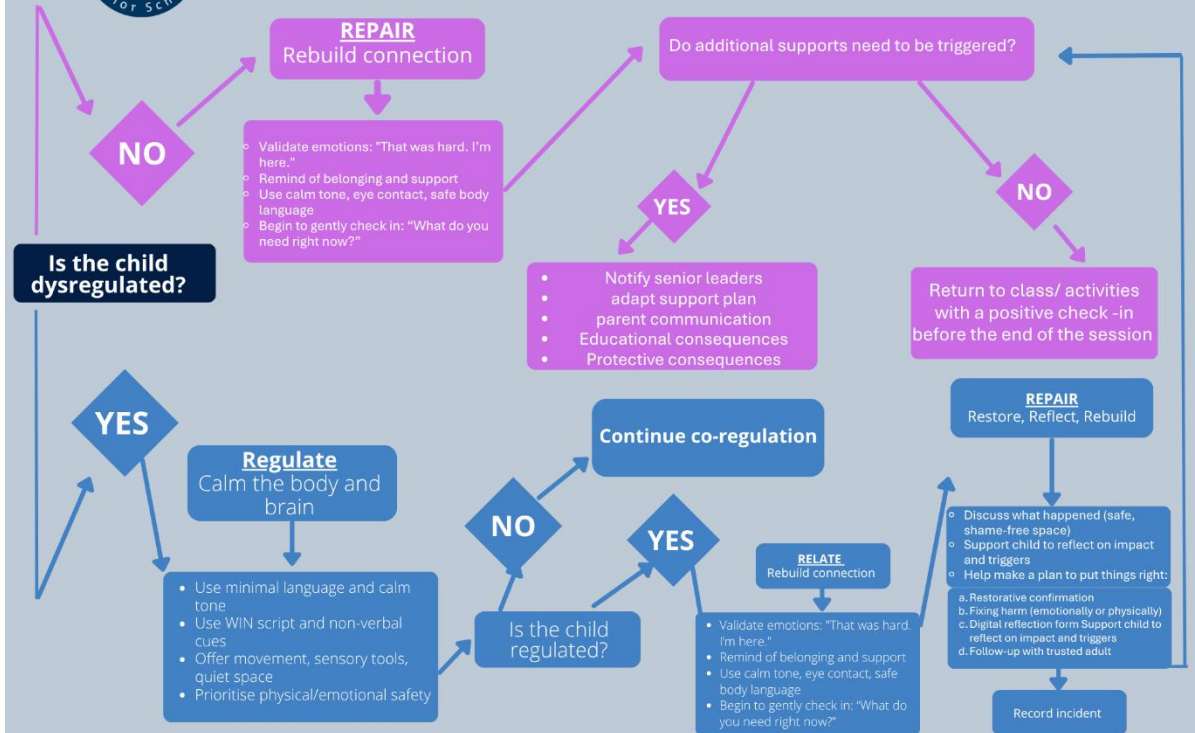 ior Sch
REPAIR
Rebuild connection
Do additional supports need to be triggered?
NO
Validate emotions: "That was hard. I'm
here."
Remind of belonging and support
Use calm tone, eye contact, safe body
language
Begin to gently check in: “What do you
need right now?”
YES
NO
Is the child
dysregulated?
• Notify senior leaders
• adapt support plan
• parent communication
• Educational consequences
• Protective consequences
Return to class/ activities
with a positive check -in
before the end of the session
YES
Regulate
Calm the body and
brain
• Use minimal language and calm
tone
• Use WIN script and non-verbal
cues
• Offer movement, sensory tools,
quiet space
• Prioritise physical/emotional safety
Continue co-regulation
NO
YES
Is the child
regulated?
RELATE
Rebuild connection
• Validate emotions: "That was hard.
I'm here."
• Remind of belonging and support
• Use calm tone, eye contact, safe
body language
• Begin to gently check in: “What do
you need right now?”
REPAIR
Restore, Reflect, Rebuild
Discuss what happened (safe,
shame-free space)
Support child to reflect on impact
and triggers
Help make a plan to put things right:
a. Restorative confirmation
b. Fixing harm (emotionally or physically)
c. Digital reflection form Support child to
reflect on impact and triggers
d. Follow-up with trusted adult
Record incident